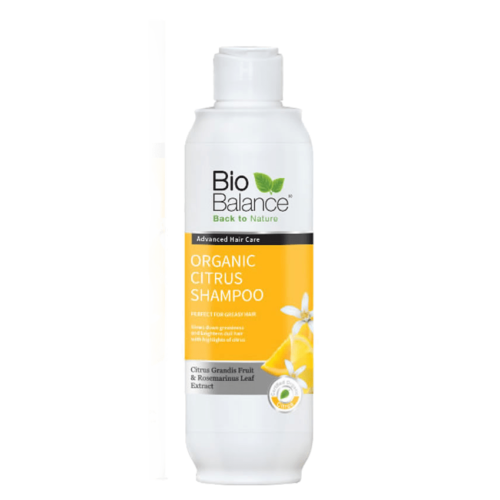 Bio
Balance®
Back to Nature
Advanced Hair Care
ORGANIC
CITRUS
SHAMPOO
PERFECT FOR GREASY HAIR
Citrus Grandis Fruit
& Rosemarinus Leaf
Extract